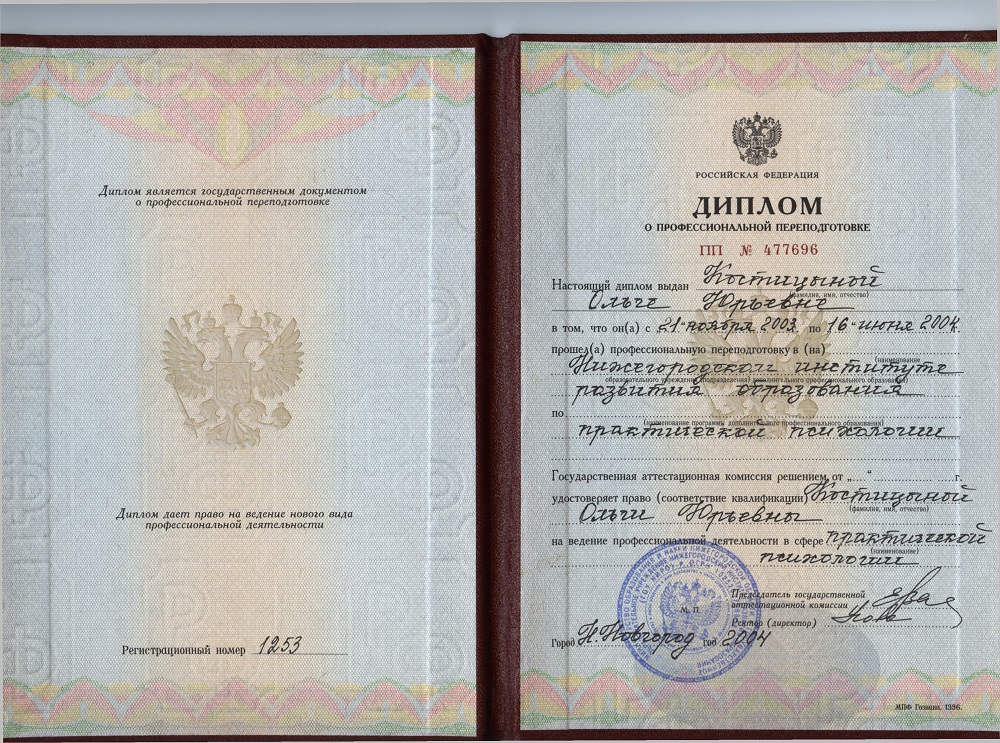 Диплом является государственным документом
о профессиональной переподготовке
Диплом дает право на ведение нового вида
профессиональной деятельности
Регистрационный номер 1253
РОССИЙСКАЯ ФЕДЕРАЦИЯ
ДИПЛОМ
О ПРОФЕССИОНАЛЬНОЙ ПЕРЕПОДГОТОВКЕ
ПП № 477696
Настоящий диплом выдан Костицыной
(фамилия, имя, отчество)
Ольге Юрьевне
в том, что он(а) с „21“ ноября 2003г. по „16“ июня 2004г.
прошел(а) профессиональную переподготовку в (на)
(наименование
Нижегородском институте
образовательного учреждения (подразделения) дополнительного профессионального образования)
развития образования
по
(наименование программы дополнительного профессионального образования)
практической психологии
Государственная аттестационная комиссия решением от „ “ г.
удостоверяет право (соответствие квалификации) Костицыной
(фамилия, имя, отчество)
Ольги Юрьевны
на ведение профессиональной деятельности в сфере практической
(наименование)
психологии
Председатель государственной
аттестационной комиссии
М. П.
Ректор (директор)
Город Н.Новгород год 2004
МПФ Гознака. 1996.